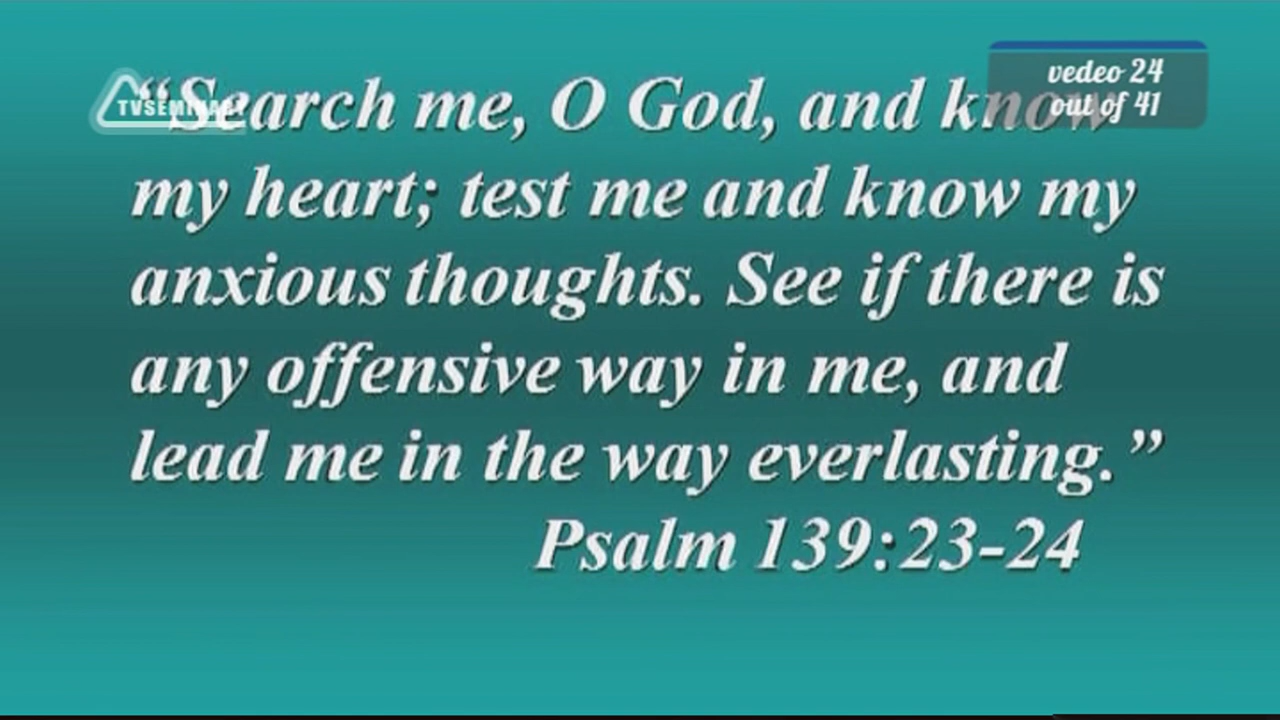 “Search me, O God, and know
my heart; test me and know my
anxious thoughts. See if there is
any offensive way in me, and
lead me in the way everlasting.”
Psalm 139:23-24
vedeo 24
out of 41